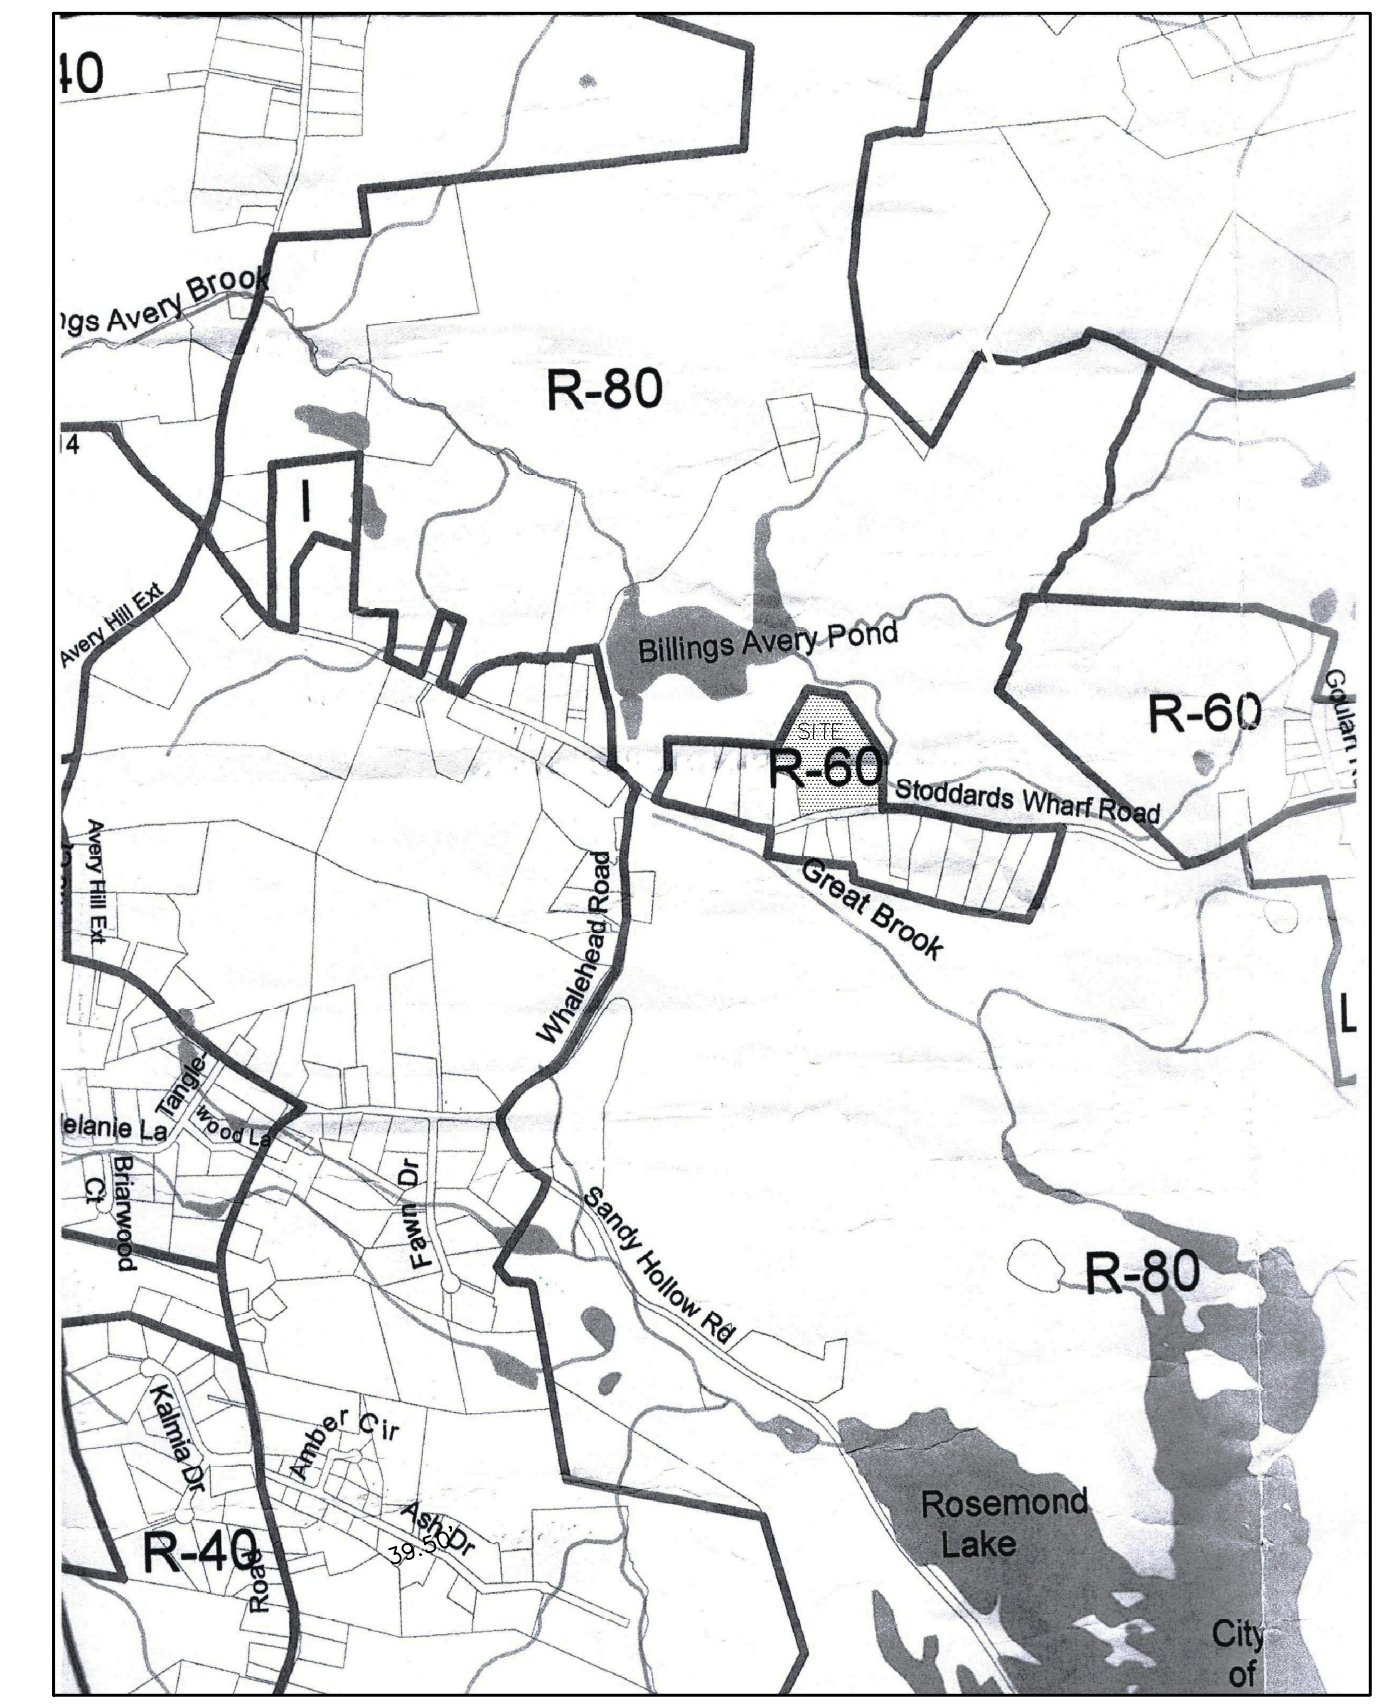 40
ngs Avery Brook
R-80
14
I
Avery Hill Ext
Billings Avery Pond
R-60
SITE
R-60
Stoddards Wharf Road
Avery Hill Ext
Great Brook
Whalehead Road
L
Tangle-
wood La
elanie La
Briarwood
Ct
Fawn Dr
Sandy Hollow Rd
R-80
Kalmia Dr
Amber Cir
Ash Dr
39.50'
Rosemond
Lake
R-40
Road
City
of